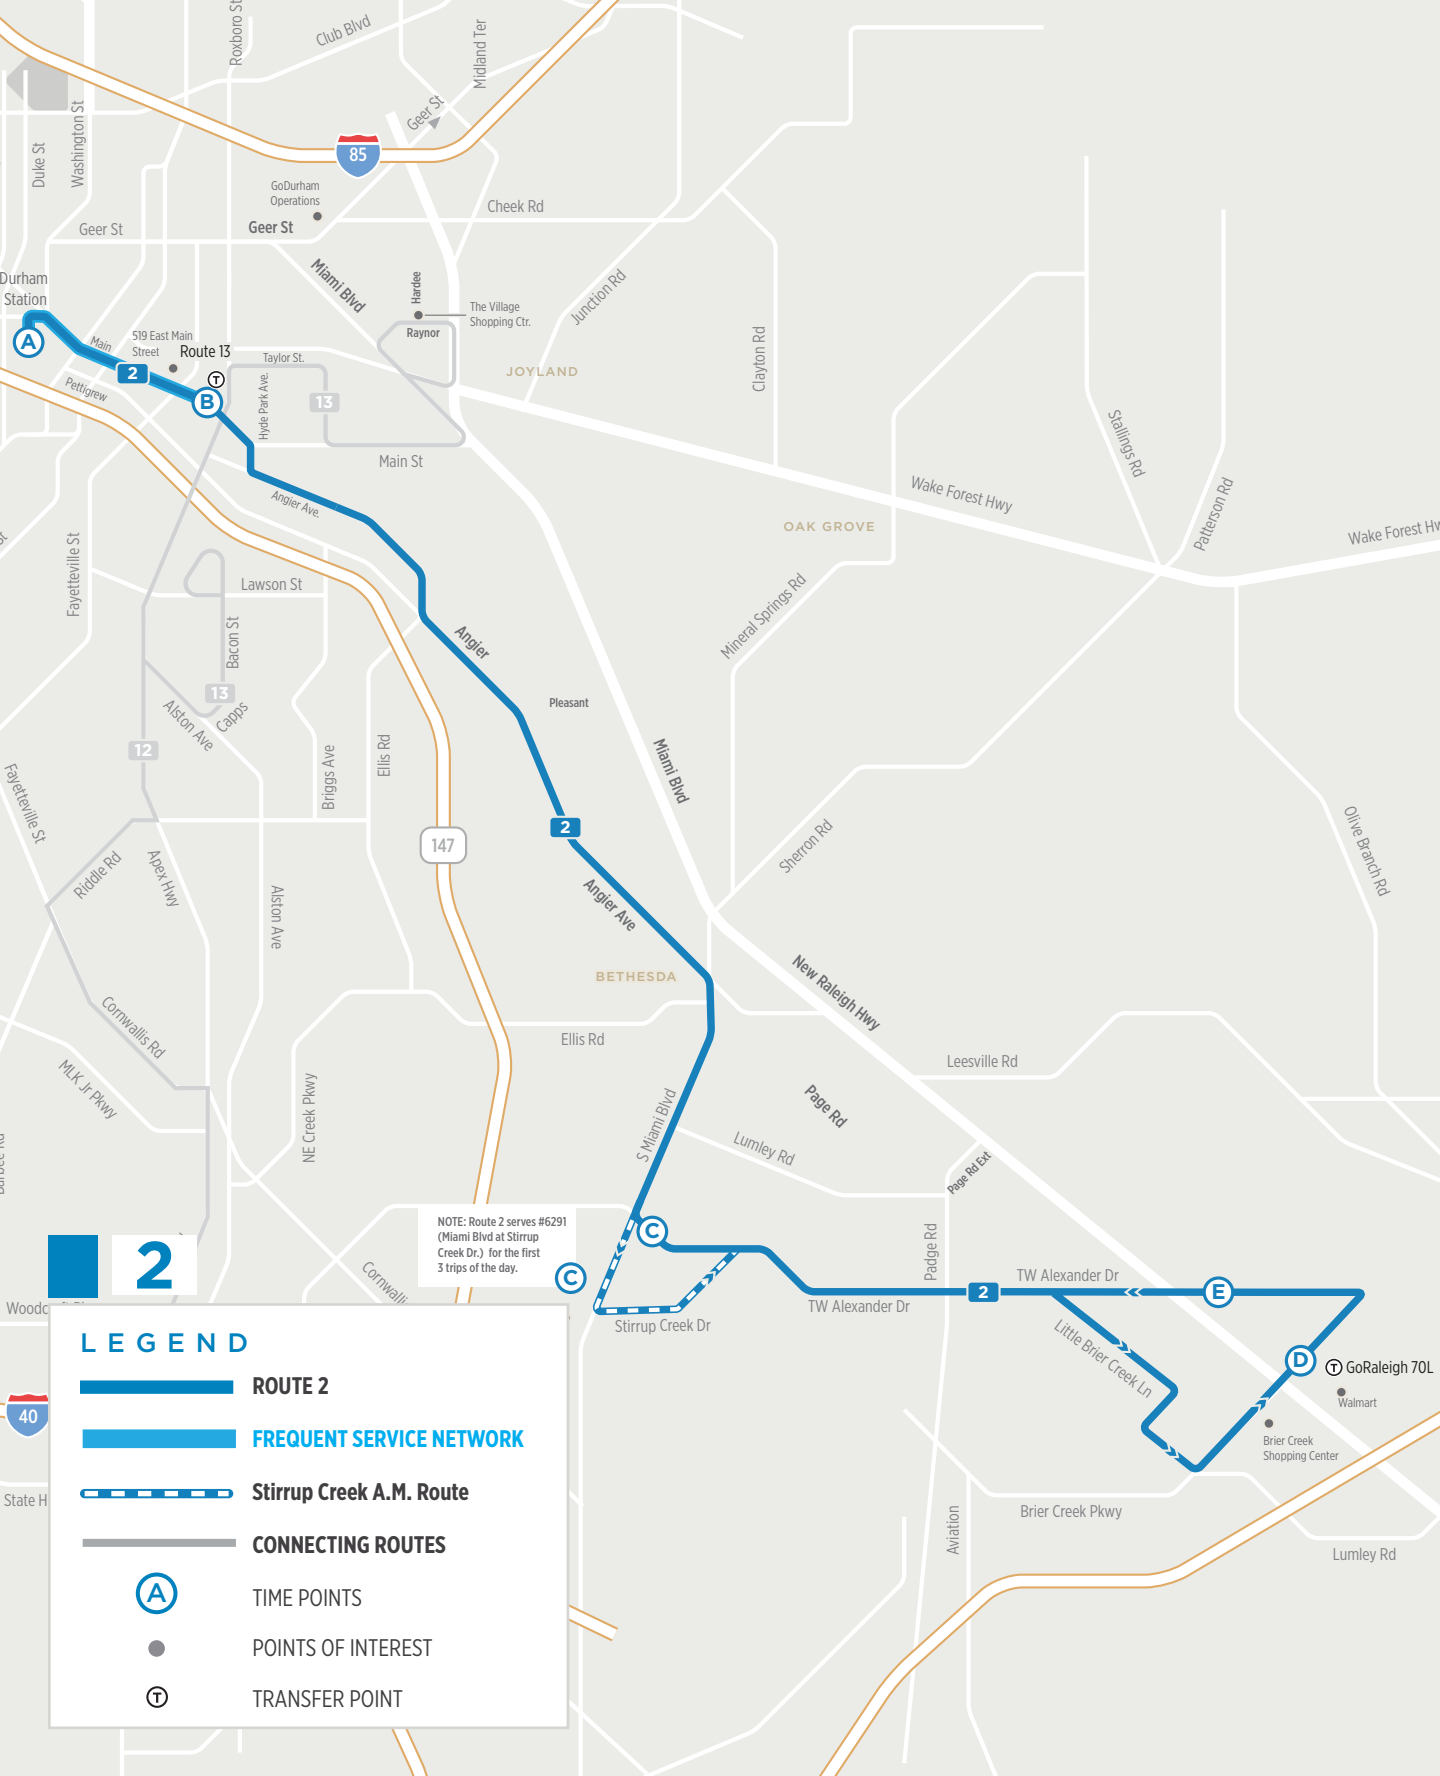 Roxboro St
Club Blvd
Midland Ter
Geer St
Duke St
Washington St
85
GoDurham
Operations
Cheek Rd
Geer St
Geer St
Miami Blvd
Hardee
The Village
Shopping Ctr.
Raynor
Junction Rd
Durham
Station
A
Main
519 East Main
Street
Route 13
T
2
B
Taylor St.
Hyde Park Ave.
13
Main St
Pettigrew
JOYLAND
Clayton Rd
Stallings Rd
Patterson Rd
Wake Forest Hwy
Wake Forest Hw
OAK GROVE
Angier Ave.
Fayetteville St
Lawson St
Bacon St
13
Alston Ave
Capps
12
Angier
Pleasant
Mineral Springs Rd
Miami Blvd
Ellis Rd
Briggs Ave
Fayetteville St
147
2
Sherron Rd
Olive Branch Rd
Riddle Rd
Apex Hwy
Alston Ave
Angier Ave
BETHESDA
New Raleigh Hwy
Cornwallis Rd
Ellis Rd
Leesville Rd
MLK Jr Pkwy
NE Creek Pkwy
S Miami Blvd
Page Rd
Lumley Rd
Page Rd Ext
NOTE: Route 2 serves #6291
(Miami Blvd at Stirrup
Creek Dr.) for the first
3 trips of the day.
C
C
2
Cornwalli
Padge Rd
TW Alexander Dr
TW Alexander Dr
2
E
Stirrup Creek Dr
Little Brier Creek Ln
D
T GoRaleigh 70L
Walmart
Brier Creek
Shopping Center
Brier Creek Pkwy
Aviation
Lumley Rd
40
State H
LEGEND
ROUTE 2
FREQUENT SERVICE NETWORK
Stirrup Creek A.M. Route
CONNECTING ROUTES
A TIME POINTS
POINTS OF INTEREST
T TRANSFER POINT